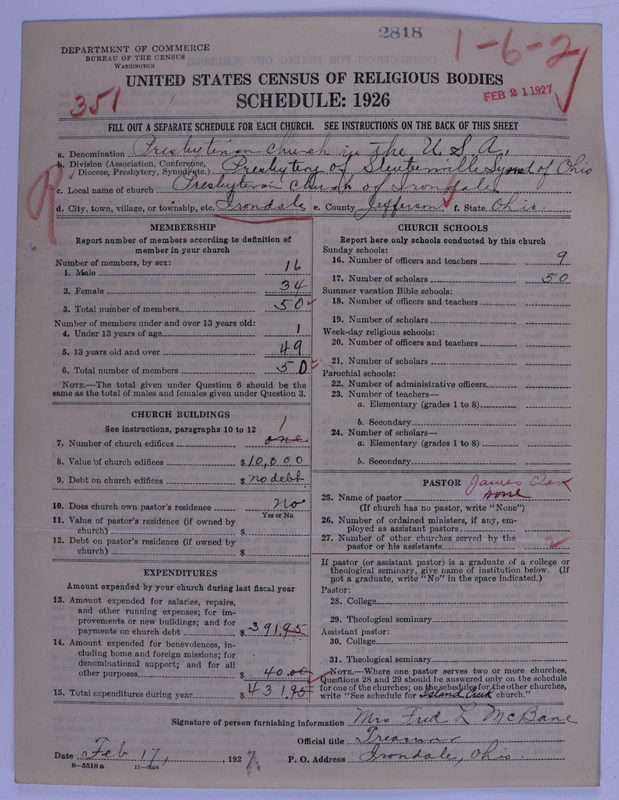 2818
1-6-2
DEPARTMENT OF COMMERCE
BUREAU OF THE CENSUS
WASHINGTON
UNITED STATES CENSUS OF RELIGIOUS BODIES
SCHEDULE: 1926
351
FEB 21 1927
FILL OUT A SEPARATE SCHEDULE FOR EACH CHURCH. SEE INSTRUCTIONS ON THE BACK OF THIS SHEET
a. Denomination Presbyterian Church in the U.S.A.
b. Division (Association, Conference, Diocese, Presbytery, Synod, etc.) Presbytery of Steubenville Synod of Ohio
c. Local name of church Presbyterian Church of Irondale
d. City, town, village, or township, etc. Irondale e. County Jefferson f. State Ohio.
MEMBERSHIP
Report number of members according to definition of member in your church
Number of members, by sex:
1. Male 16
2. Female 34
3. Total number of members 50
Number of members under and over 13 years old:
4. Under 13 years of age 1
5. 13 years old and over 49
6. Total number of members 50
NOTE.—The total given under Question 6 should be the same as the total of males and females given under Question 3.
CHURCH BUILDINGS
See instructions, paragraphs 10 to 12
7. Number of church edifices one 1
8. Value of church edifices $10,000
9. Debt on church edifices $ no debt
10. Does church own pastor's residence no
Yes or No
11. Value of pastor's residence (if owned by church) $
12. Debt on pastor's residence (if owned by church) $
EXPENDITURES
Amount expended by your church during last fiscal year
13. Amount expended for salaries, repairs, and other running expenses; for improvements or new buildings; and for payments on church debt $391.95
14. Amount expended for benevolences, including home and foreign missions; for denominational support; and for all other purposes $40.00
15. Total expenditures during year $431.95
CHURCH SCHOOLS
Report here only schools conducted by this church
Sunday schools:
16. Number of officers and teachers 9
17. Number of scholars 50
Summer vacation Bible schools:
18. Number of officers and teachers
19. Number of scholars
Week-day religious schools:
20. Number of officers and teachers
21. Number of scholars
Parochial schools:
22. Number of administrative officers
23. Number of teachers—
a. Elementary (grades 1 to 8)
b. Secondary
24. Number of scholars—
a. Elementary (grades 1 to 8)
b. Secondary
PASTOR
James
25. Name of pastor none
(If church has no pastor, write "None")
26. Number of ordained ministers, if any, employed as assistant pastors
27. Number of other churches served by the pastor or his assistants 2
If pastor (or assistant pastor) is a graduate of a college or theological seminary, give name of institution below. (If not a graduate, write "No" in the space indicated.)
Pastor:
28. College
29. Theological seminary
Assistant pastor:
30. College
31. Theological seminary
NOTE.—Where one pastor serves two or more churches, Questions 28 and 29 should be answered only on the schedule for one of the churches; on the schedules for the other churches, write "See schedule for Island Creek church."
Signature of person furnishing information Mrs Fred L McBane
Official title Treasurer
Date Feb 17, 1927. P. O. Address Irondale, Ohio.
8-5518a 11-9024